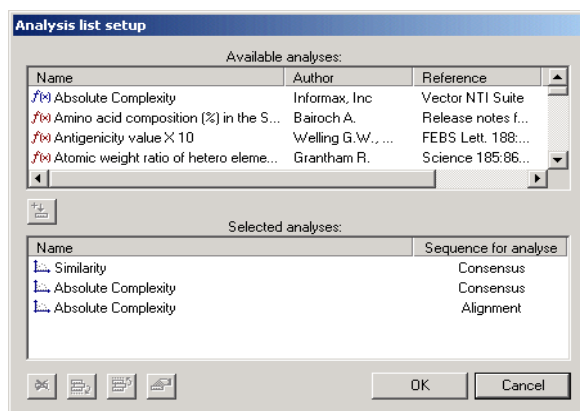 Analysis list setup
Available analyses:
Name Author Reference
f(x) Absolute Complexity Informax, Inc Vector NTI Suite
f(x) Amino acid composition (%) in the S... Bairoch A. Release notes f...
f(x) Antigenicity value X 10 Welling G.W., ... FEBS Lett. 188:...
f(x) Atomic weight ratio of hetero eleme... Grantham R. Science 185:86...
Selected analyses:
Name Sequence for analyse
Similarity Consensus
Absolute Complexity Consensus
Absolute Complexity Alignment
OK Cancel